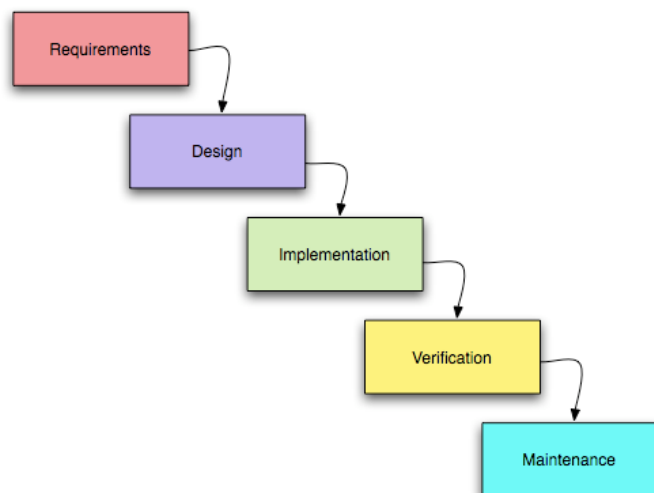 Requirements
Design
Implementation
Verification
Maintenance